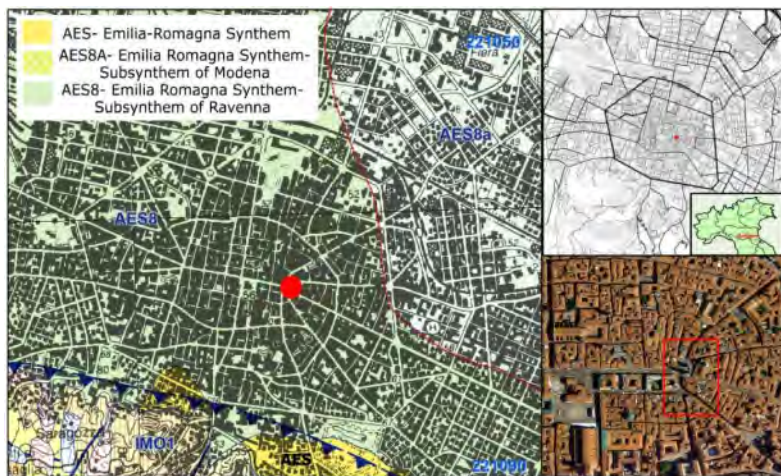 AES- Emilia-Romagna Synthem
AES8A- Emilia Romagna Synthem-
Subsynthem of Modena
AES8- Emilia Romagna Synthem-
Subsynthem of Ravenna
221050
Fiera
AES8a
AES8
IMO1
AES
221090